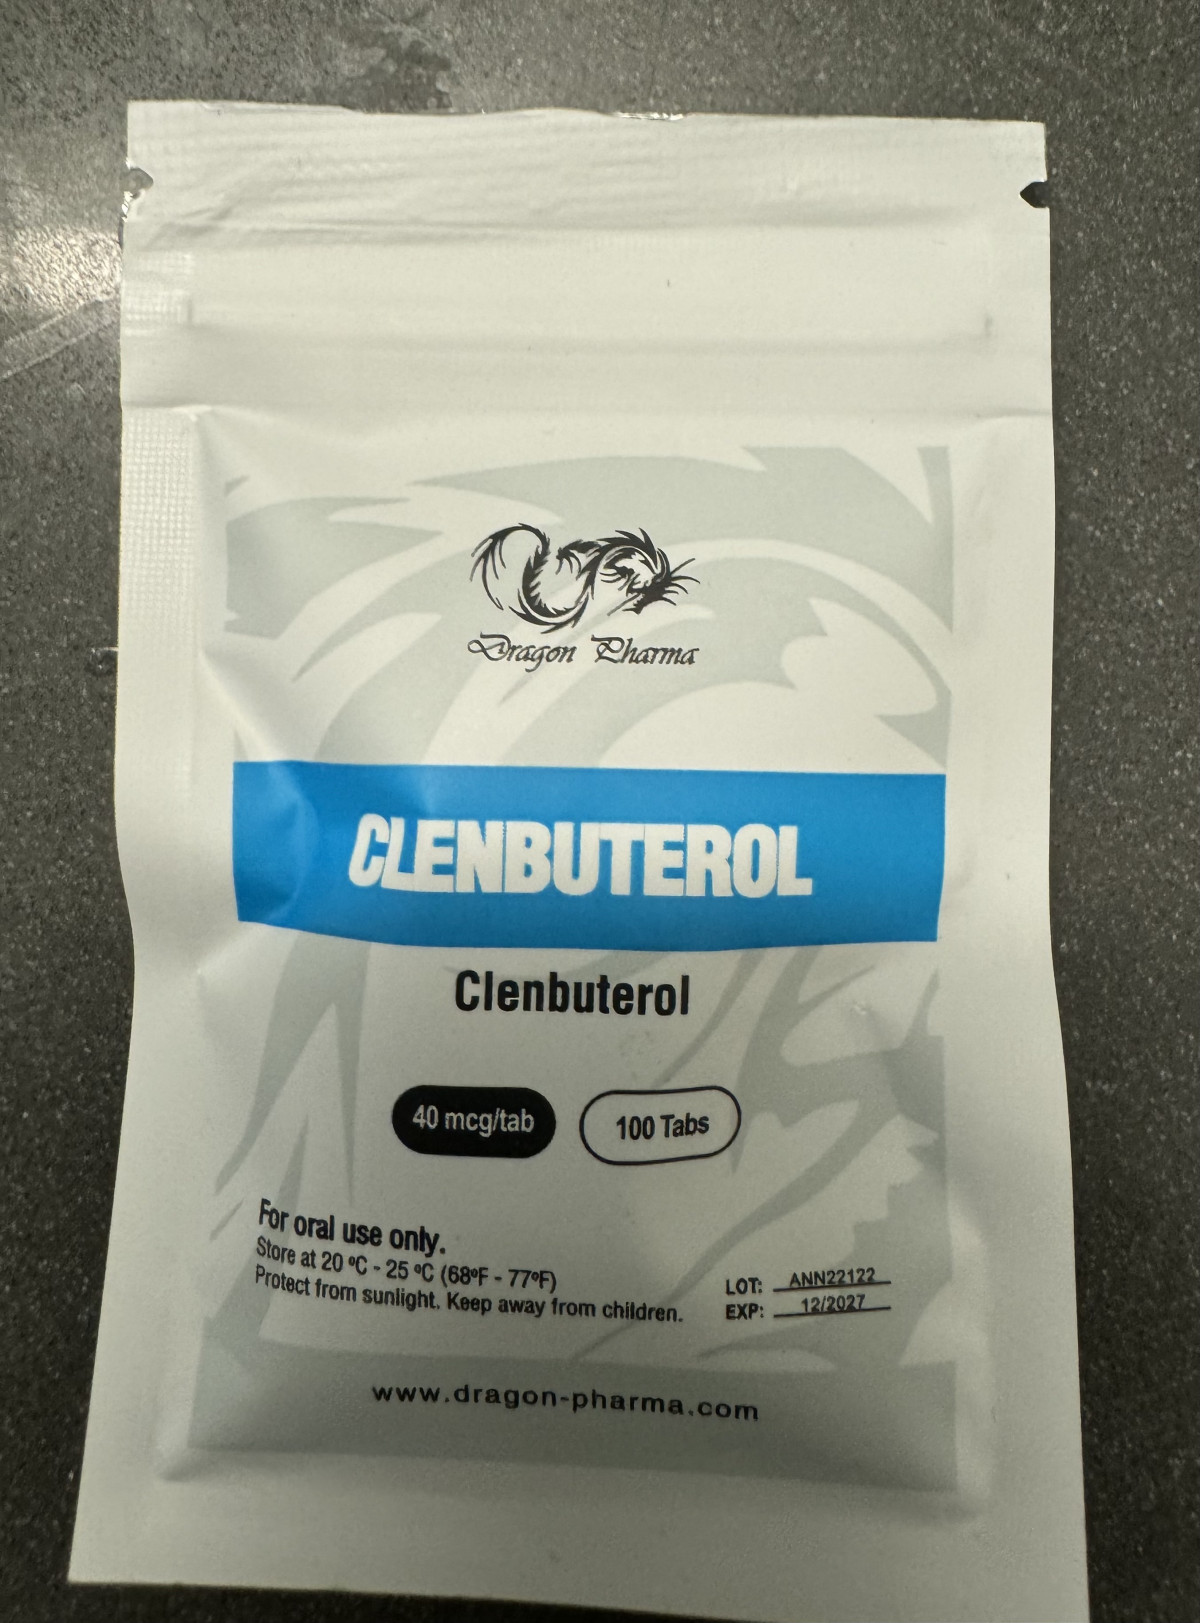 Dragon Pharma
CLENBUTEROL
Clenbuterol
40 mcg/tab
100 Tabs
For oral use only.
Store at 20 ºC - 25 ºC (68ºF - 77ºF)
Protect from sunlight. Keep away from children.
LOT: ANN22122
EXP: 12/2027
www.dragon-pharma.com